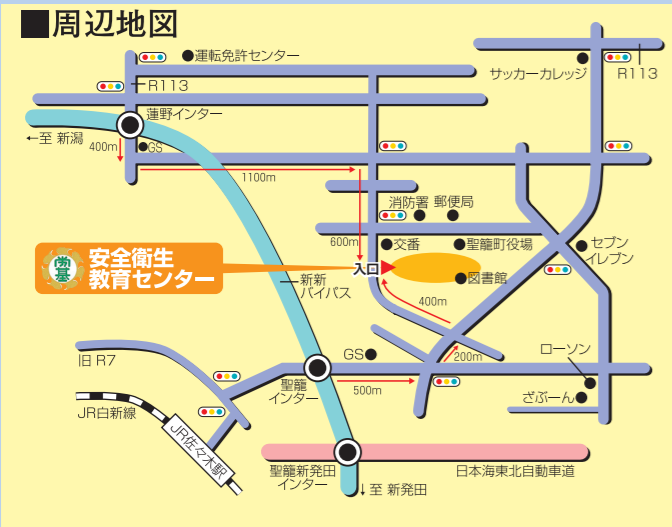 ■周辺地図
●運転免許センター
R113
サッカーカレッジ
R113
蓮野インター
←至 新潟
400m
GS
1100m
消防署 郵便局
600m
交番
聖籠町役場
セブン
イレブン
労基
安全衛生
教育センター
入口
図書館
新新
バイパス
400m
旧 R7
GS
200m
ローソン
聖籠
インター
500m
ざぶーん
JR白新線
JR佐々木駅
聖籠新発田
インター
日本海東北自動車道
↓至 新発田